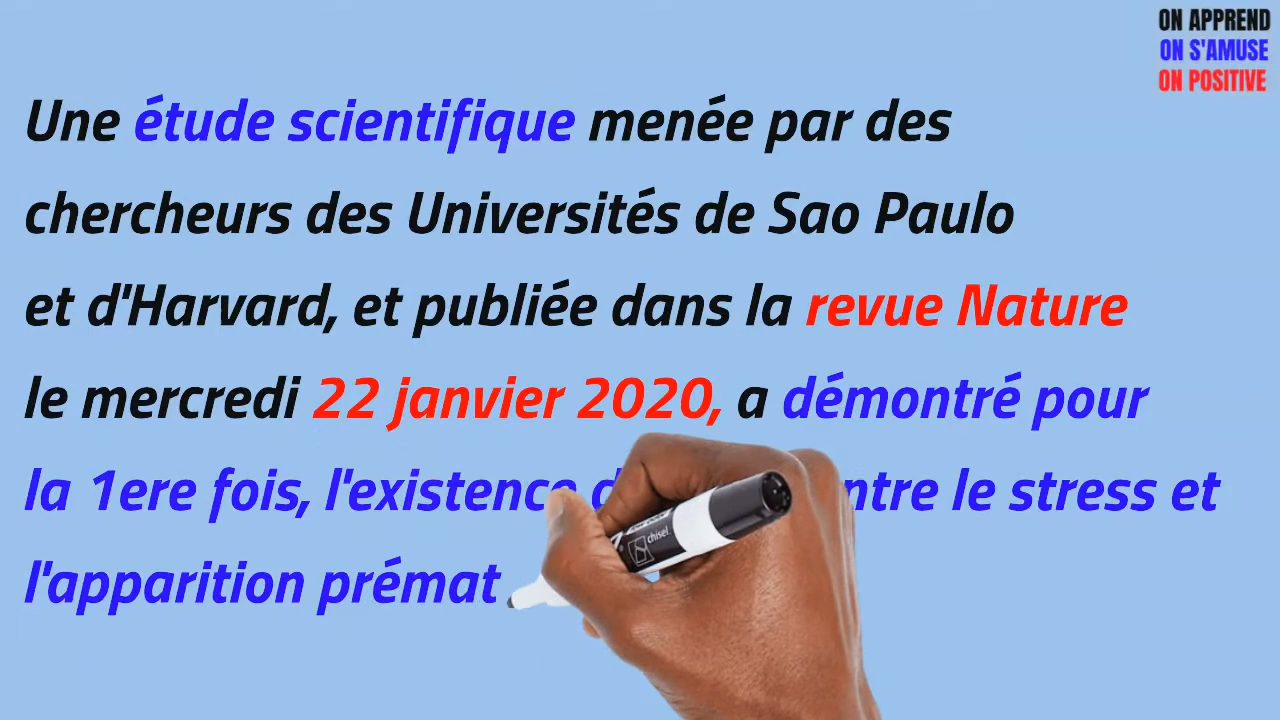 ON APPREND
ON S'AMUSE
ON POSITIVE
Une étude scientifique menée par des
chercheurs des Universités de Sao Paulo
et d'Harvard, et publiée dans la revue Nature
le mercredi 22 janvier 2020, a démontré pour
la 1ere fois, l'existence le stress et
l'apparition prémat
chisel